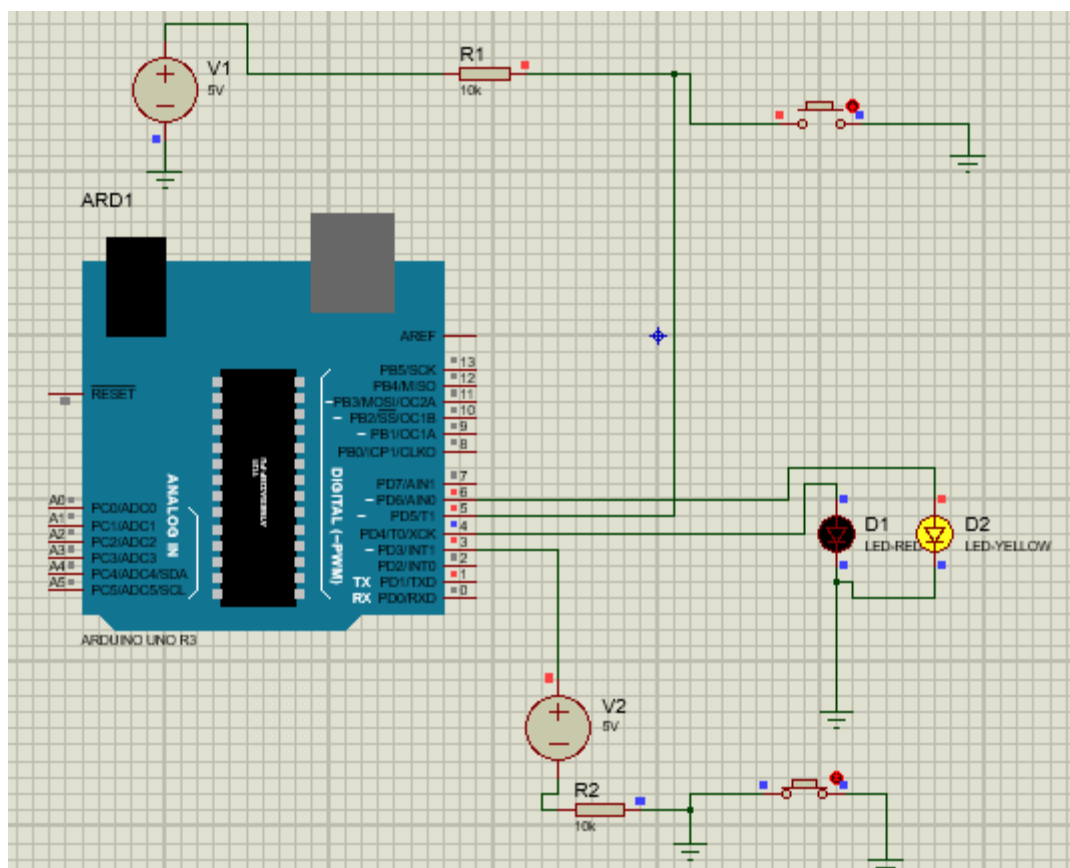 V1
5V
R1
10k
ARD1
AREF
RESET
PB5/SCK
13
PB4/MISO
12
PB3/MOSI/OC2A
11
PB2/SS/OC1B
10
PB1/OC1A
9
PB0/ICP1/CLKO
8
PD7/AIN1
7
PD6/AIN0
6
PD5/T1
5
PD4/T0/XCK
4
PD3/INT1
3
PD2/INT0
2
TX PD1/TXD
1
RX PD0/RXD
0
DIGITAL (~PWM)
ANALOG IN
A0
PC0/ADC0
A1
PC1/ADC1
A2
PC2/ADC2
A3
PC3/ADC3
A4
PC4/ADC4/SDA
A5
PC5/ADC5/SCL
ARDUINO UNO R3
D1
LED-RED
D2
LED-YELLOW
V2
5V
R2
10k